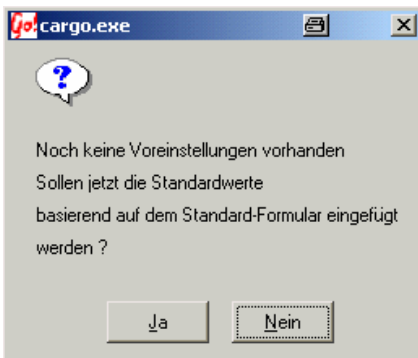 Go! cargo.exe
?
Noch keine Voreinstellungen vorhanden
Sollen jetzt die Standardwerte
basierend auf dem Standard-Formular eingefügt
werden ?
Ja Nein